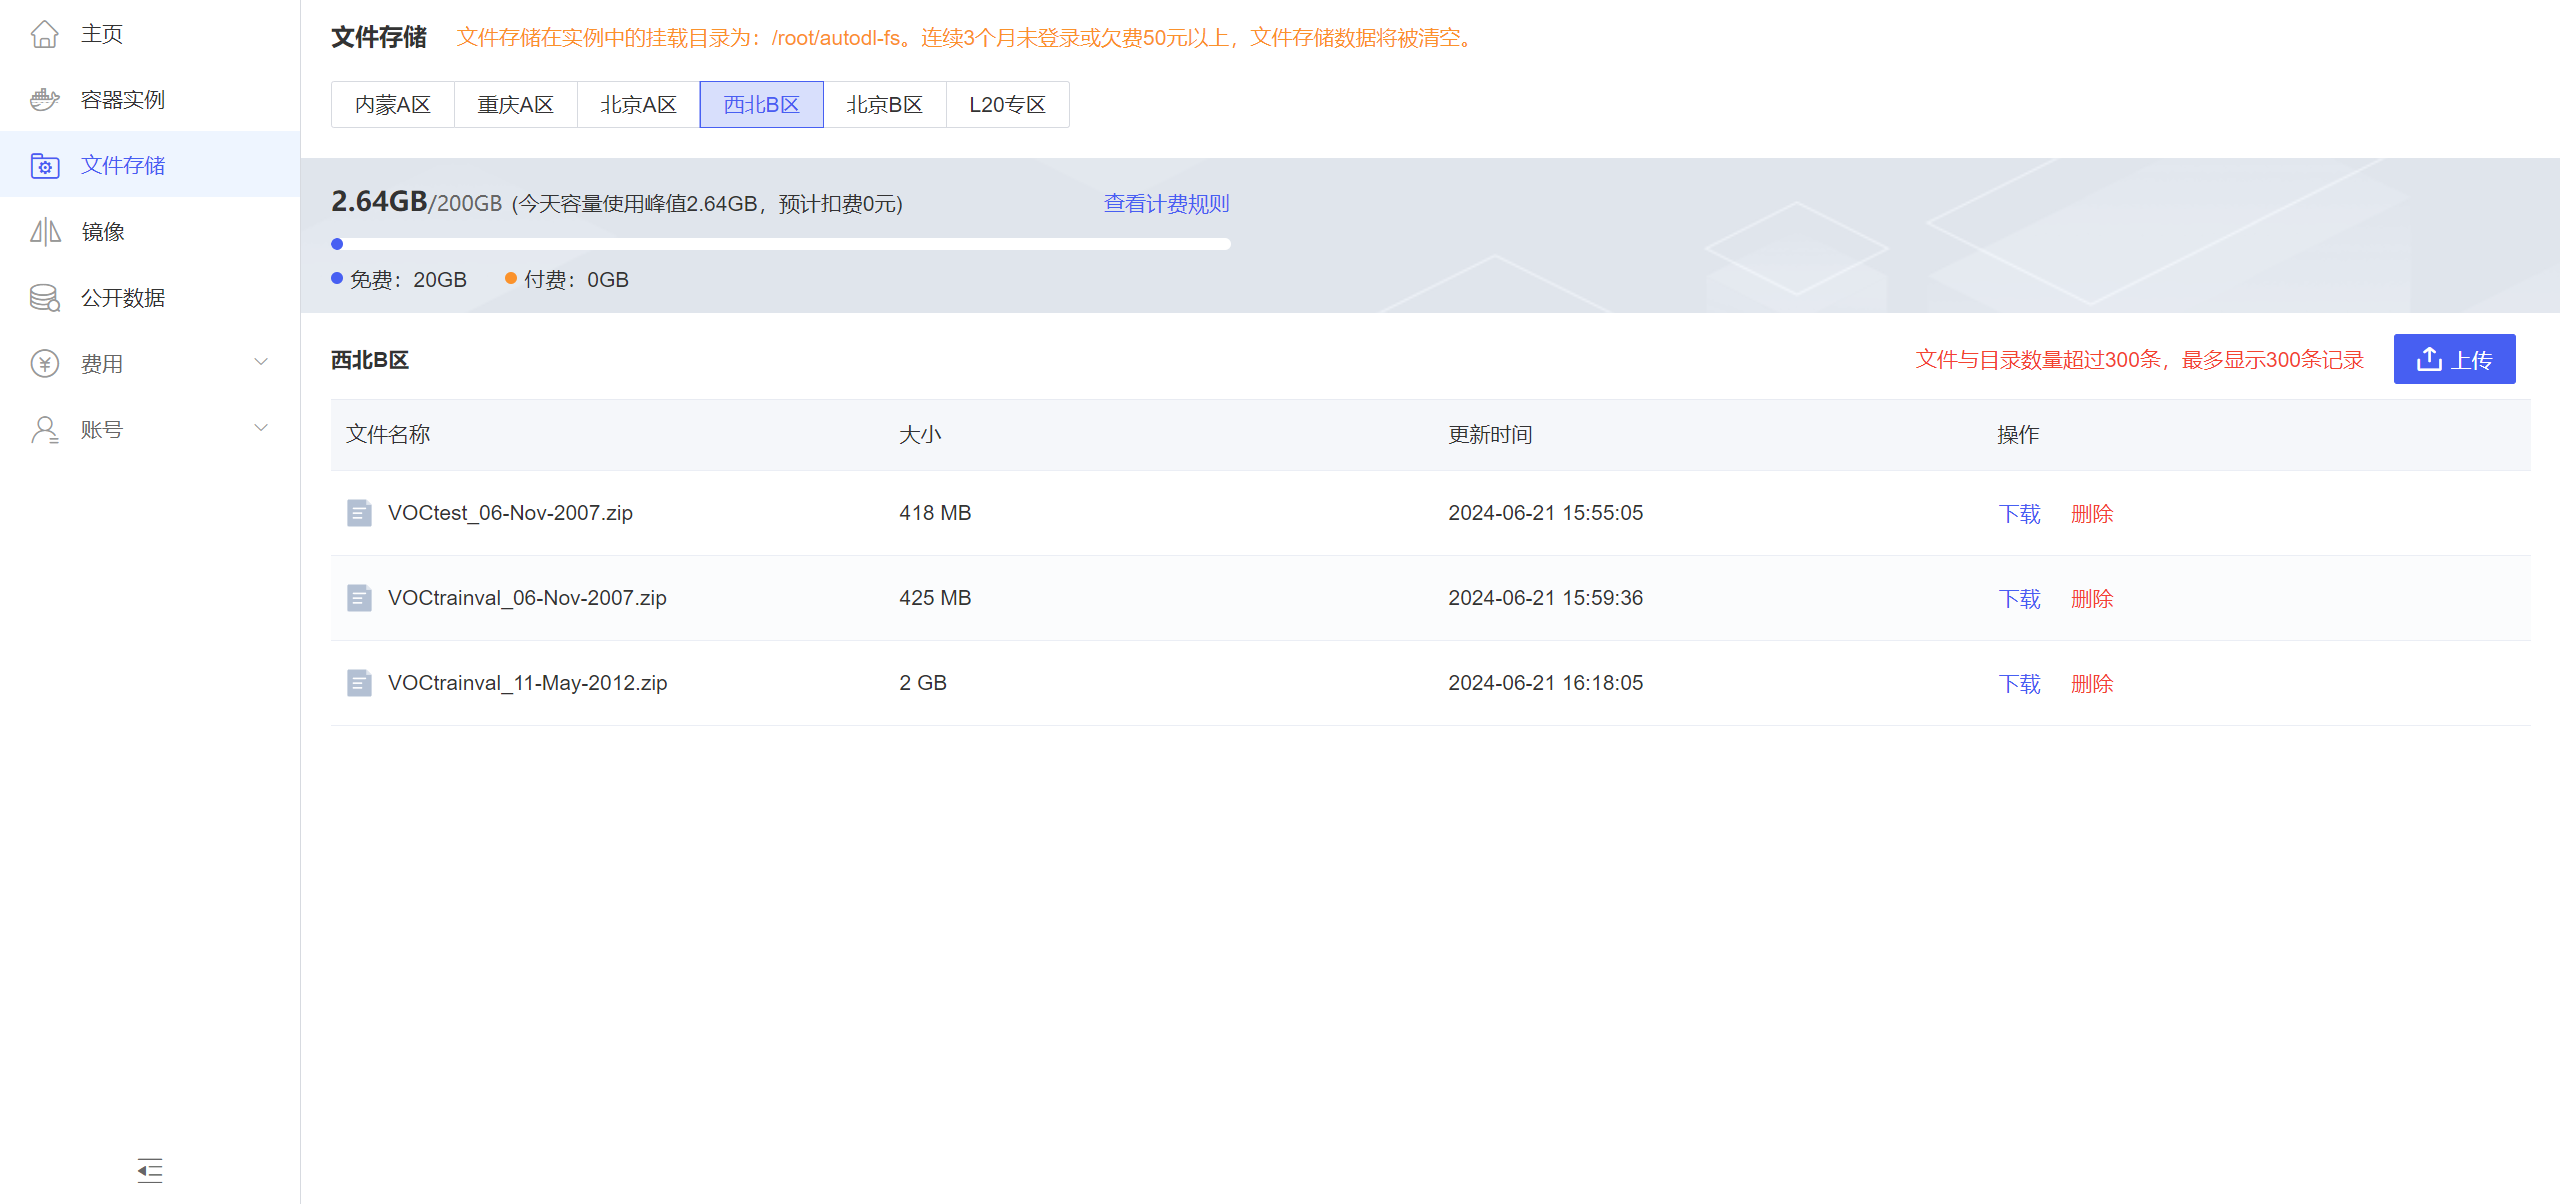 主页
容器实例
文件存储
镜像
公开数据
费用
账号
文件存储 文件存储在实例中的挂载目录为：/root/autodl-fs。连续3个月未登录或欠费50元以上，文件存储数据将被清空。
内蒙A区 重庆A区 北京A区 西北B区 北京B区 L20专区
2.64GB/200GB (今天容量使用峰值2.64GB，预计扣费0元) 查看计费规则
免费：20GB 付费：0GB
西北B区 文件与目录数量超过300条，最多显示300条记录 上传
文件名称 大小 更新时间 操作
VOCtest_06-Nov-2007.zip 418 MB 2024-06-21 15:55:05 下载 删除
VOCtrainval_06-Nov-2007.zip 425 MB 2024-06-21 15:59:36 下载 删除
VOCtrainval_11-May-2012.zip 2 GB 2024-06-21 16:18:05 下载 删除